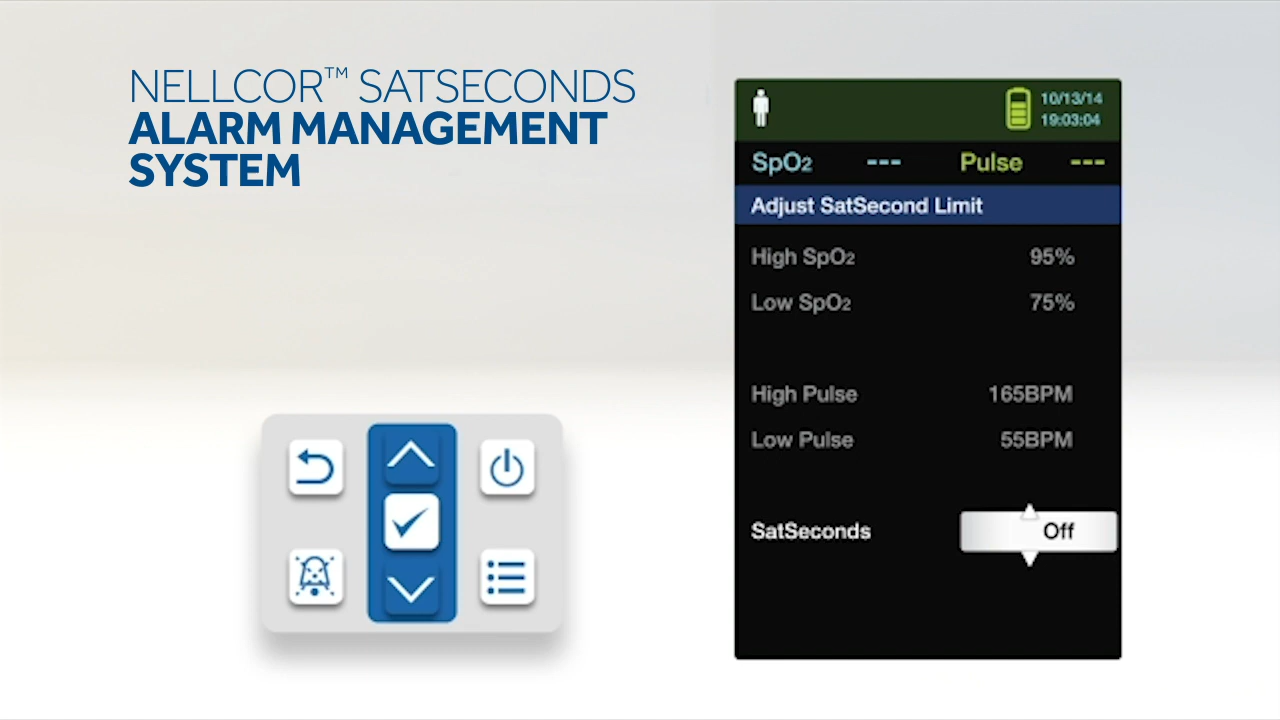 NELLCOR™ SATSECONDS
ALARM MANAGEMENT
SYSTEM
10/13/14
19:03:04
SpO2 --- Pulse ---
Adjust SatSecond Limit
High SpO2 95%
Low SpO2 75%
High Pulse 165BPM
Low Pulse 55BPM
SatSeconds Off